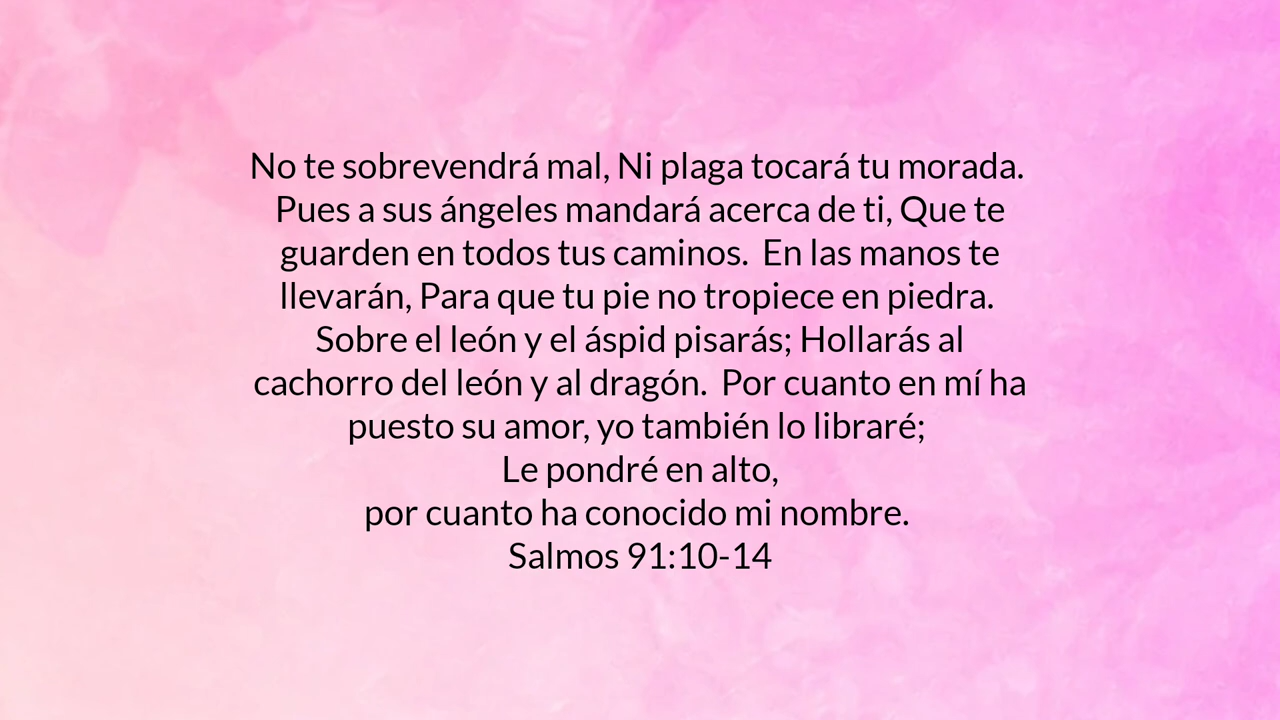 No te sobrevendrá mal, Ni plaga tocará tu morada.
Pues a sus ángeles mandará acerca de ti, Que te
guarden en todos tus caminos.  En las manos te
llevarán, Para que tu pie no tropiece en piedra.
Sobre el león y el áspid pisarás; Hollarás al
cachorro del león y al dragón.  Por cuanto en mí ha
puesto su amor, yo también lo libraré;
Le pondré en alto,
por cuanto ha conocido mi nombre.
Salmos 91:10-14